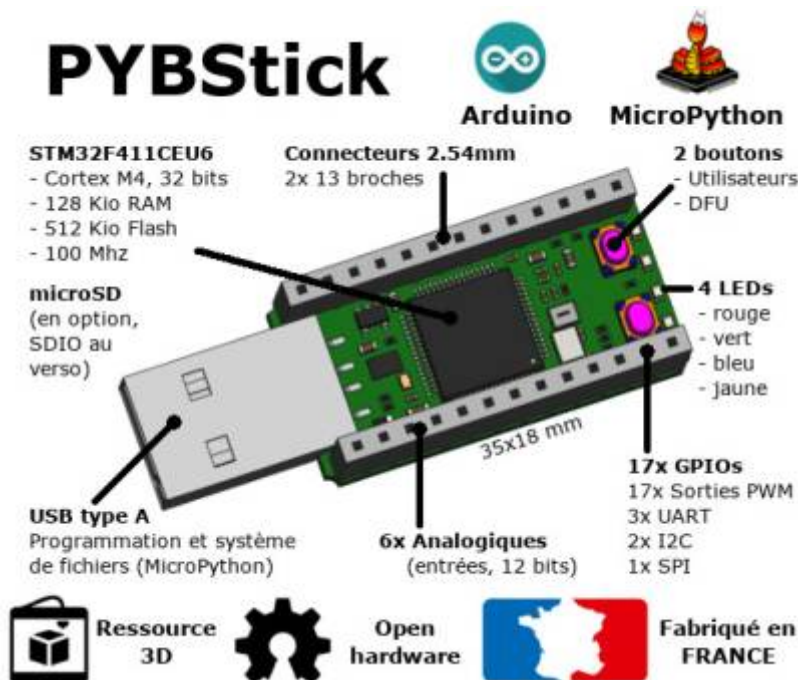 PYBStick
Arduino
MicroPython
STM32F411CEU6
- Cortex M4, 32 bits
- 128 Kio RAM
- 512 Kio Flash
- 100 Mhz
Connecteurs 2.54mm
2x 13 broches
2 boutons
- Utilisateurs
- DFU
microSD
(en option,
SDIO au
verso)
4 LEDs
- rouge
- vert
- bleu
- jaune
35x18 mm
USB type A
Programmation et système
de fichiers (MicroPython)
6x Analogiques
(entrées, 12 bits)
17x GPIOs
17x Sorties PWM
3x UART
2x I2C
1x SPI
Ressource
3D
Open
hardware
Fabriqué en
FRANCE